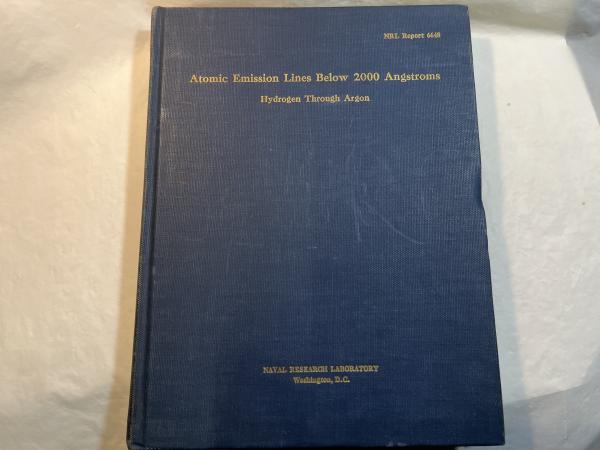 NRL Report 6648
Atomic Emission Lines Below 2000 Angstroms
Hydrogen Through Argon
NAVAL RESEARCH LABORATORY
Washington, D.C.